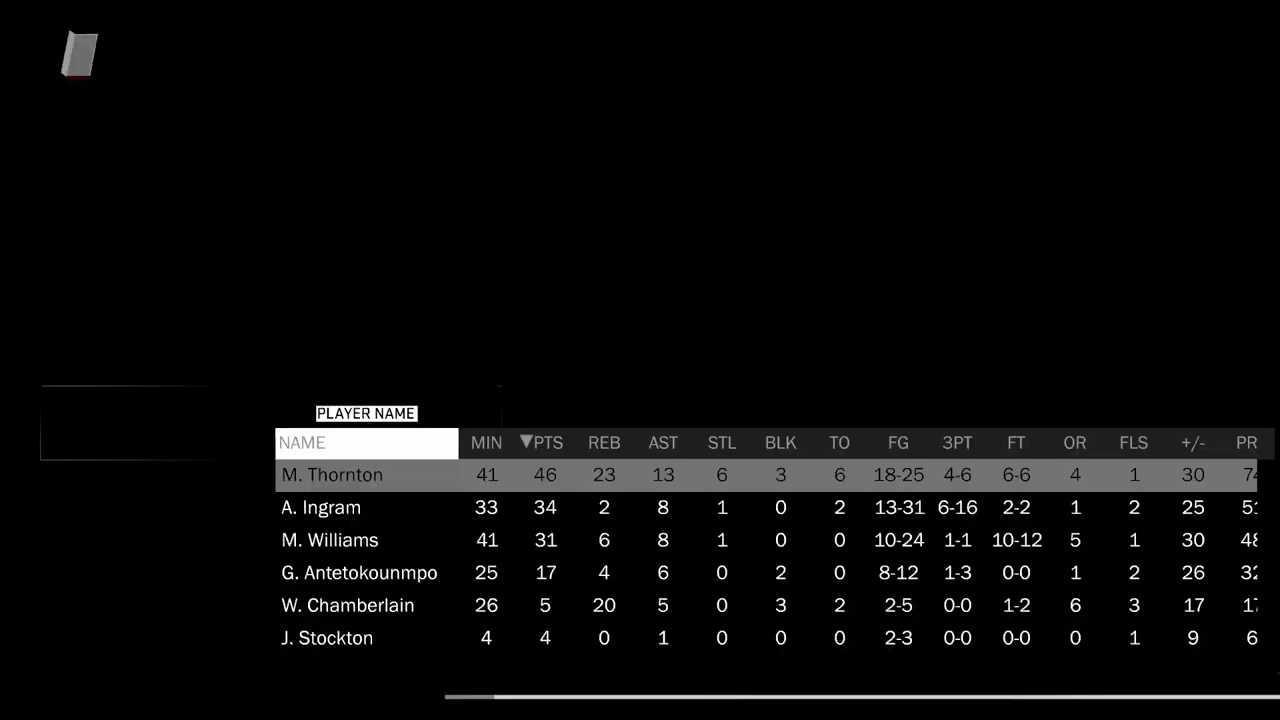 PLAYER NAME
NAME MIN ▼PTS REB AST STL BLK TO FG 3PT FT OR FLS +/- PR
M. Thornton 41 46 23 13 6 3 6 18-25 4-6 6-6 4 1 30 74
A. Ingram 33 34 2 8 1 0 2 13-31 6-16 2-2 1 2 25 51
M. Williams 41 31 6 8 1 0 0 10-24 1-1 10-12 5 1 30 48
G. Antetokounmpo 25 17 4 6 0 2 0 8-12 1-3 0-0 1 2 26 32
W. Chamberlain 26 5 20 5 0 3 2 2-5 0-0 1-2 6 3 17 17
J. Stockton 4 4 0 1 0 0 0 2-3 0-0 0-0 0 1 9 6